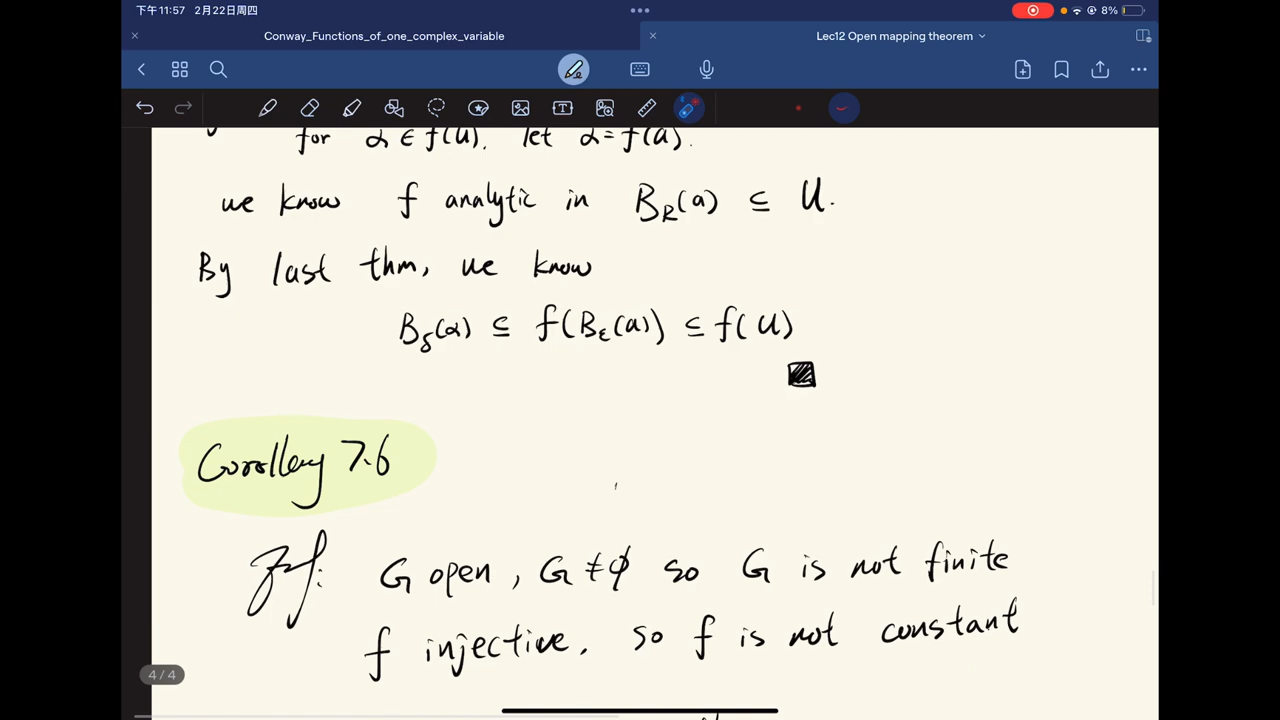 下午11:57 2月22日周四
8%
Conway_Functions_of_one_complex_variable
Lec12 Open mapping theorem
for α ∈ f(U). let α = f(a).
we know f analytic in B_R(a) ⊆ U.
By last thm, we know
B_δ(α) ⊆ f(B_ε(a)) ⊆ f(U)
Corollary 7.6
Prf: G open, G ≠ ∅ so G is not finite
f injective, so f is not constant
4 / 4